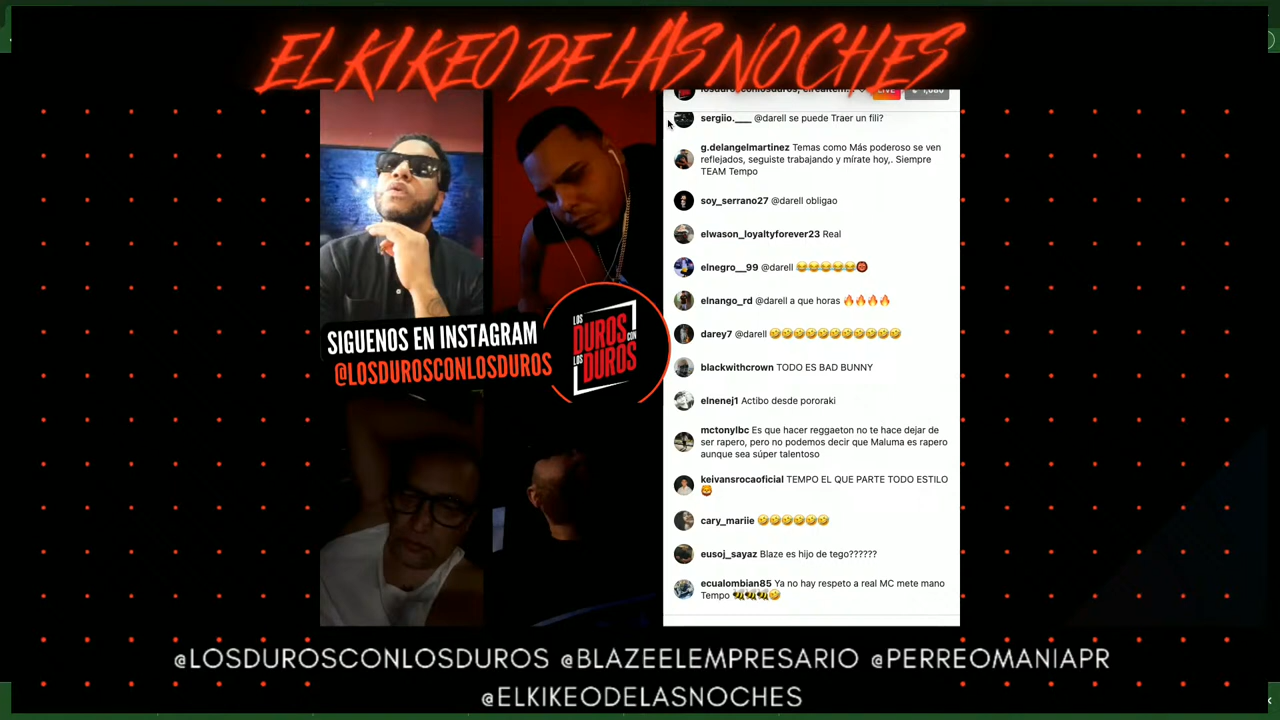 EL KIKEO DE LAS NOCHES
LIVE
sergiio.____ @darell se puede Traer un fili?
g.delangelmartinez Temas como Más poderoso se ven
reflejados, seguiste trabajando y mírate hoy,. Siempre
TEAM Tempo
soy_serrano27 @darell obligao
elwason_loyaltyforever23 Real
elnegro__99 @darell 😂😂😂😂😂👹
elnango_rd @darell a que horas 🔥🔥🔥🔥
darey7 @darell 🤣🤣🤣🤣🤣🤣🤣🤣🤣🤣🤣
blackwithcrown TODO ES BAD BUNNY
elnenej1 Actibo desde pororaki
mctonylbc Es que hacer reggaeton no te hace dejar de
ser rapero, pero no podemos decir que Maluma es rapero
aunque sea súper talentoso
keivansrocaoficial TEMPO EL QUE PARTE TODO ESTILO
🦁
cary_mariie 🤣🤣🤣🤣🤣🤣
eusoj_sayaz Blaze es hijo de tego??????
ecualombian85 Ya no hay respeto a real MC mete mano
Tempo 🐝🐝🐝🤣
SIGUENOS EN INSTAGRAM
@LOSDUROSCONLOSDUROS
LOS
DUROS
CON
LOS
DUROS
@LOSDUROSCONLOSDUROS @BLAZEELEMPRESARIO @PERREOMANIAPR
@ELKIKEODELASNOCHES